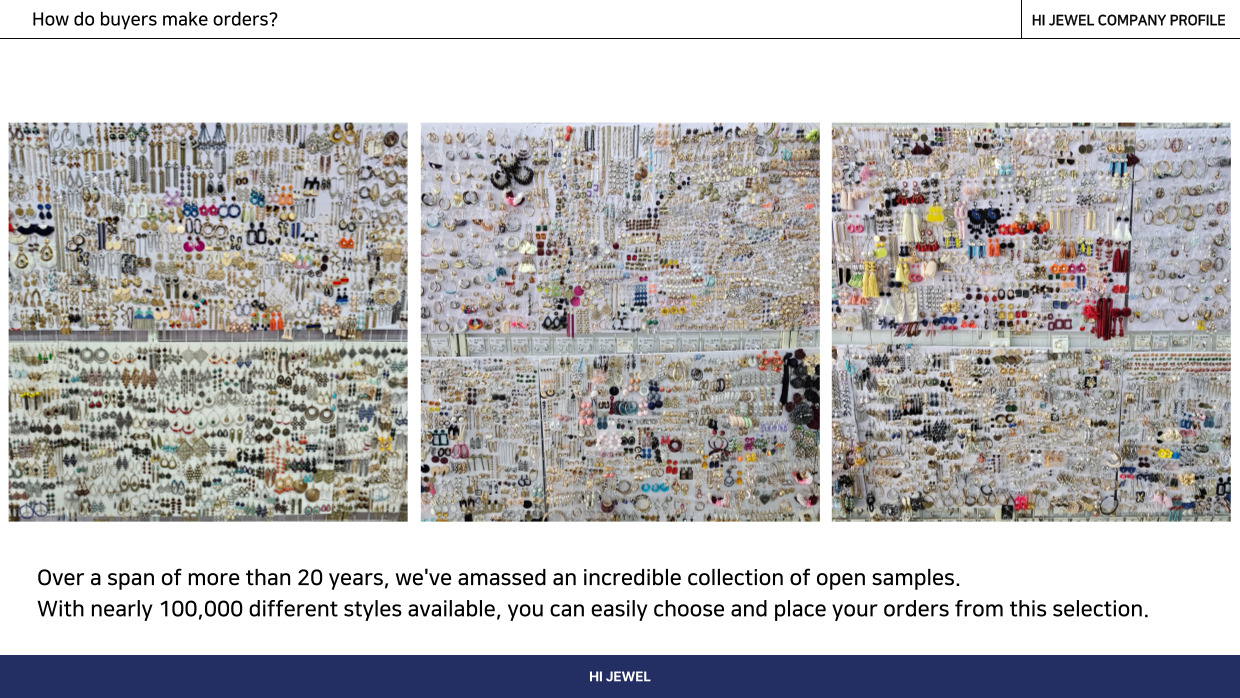 How do buyers make orders?
HI JEWEL COMPANY PROFILE
Over a span of more than 20 years, we've amassed an incredible collection of open samples.
With nearly 100,000 different styles available, you can easily choose and place your orders from this selection.
HI JEWEL